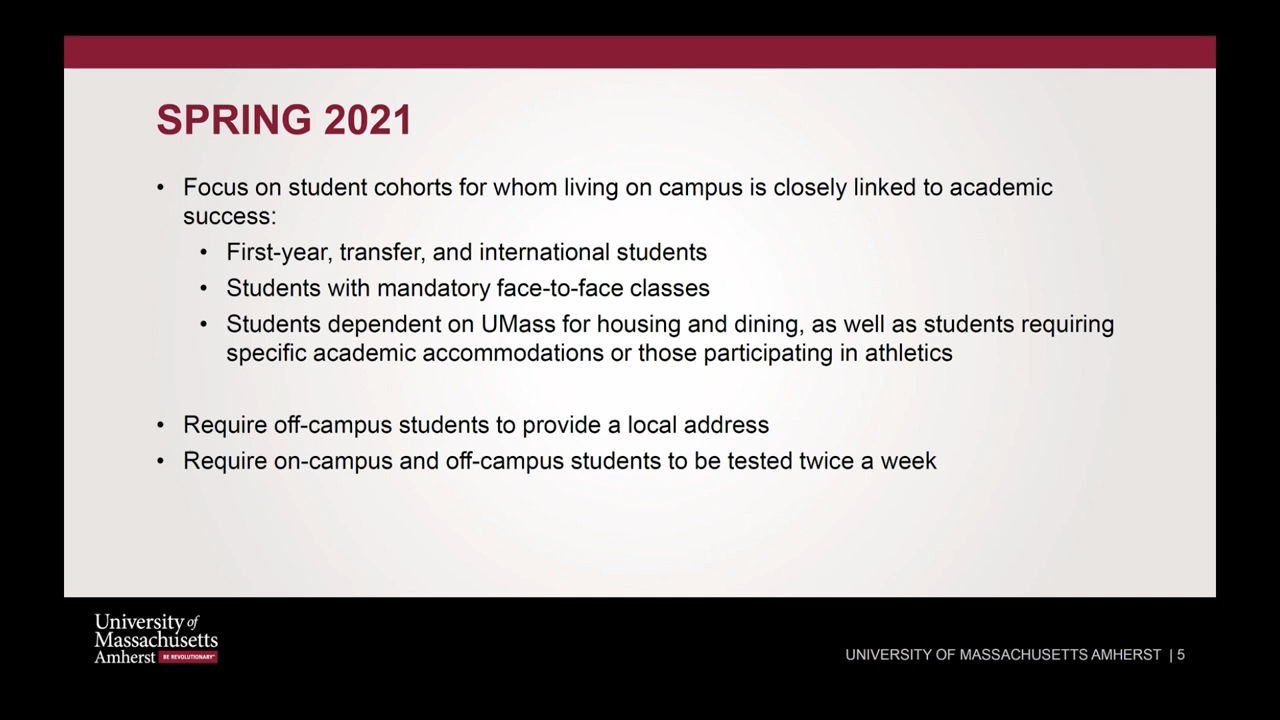 SPRING 2021
• Focus on student cohorts for whom living on campus is closely linked to academic
success:
• First-year, transfer, and international students
• Students with mandatory face-to-face classes
• Students dependent on UMass for housing and dining, as well as students requiring
specific academic accommodations or those participating in athletics
• Require off-campus students to provide a local address
• Require on-campus and off-campus students to be tested twice a week
University of
Massachusetts
Amherst BE REVOLUTIONARY™
UNIVERSITY OF MASSACHUSETTS AMHERST | 5